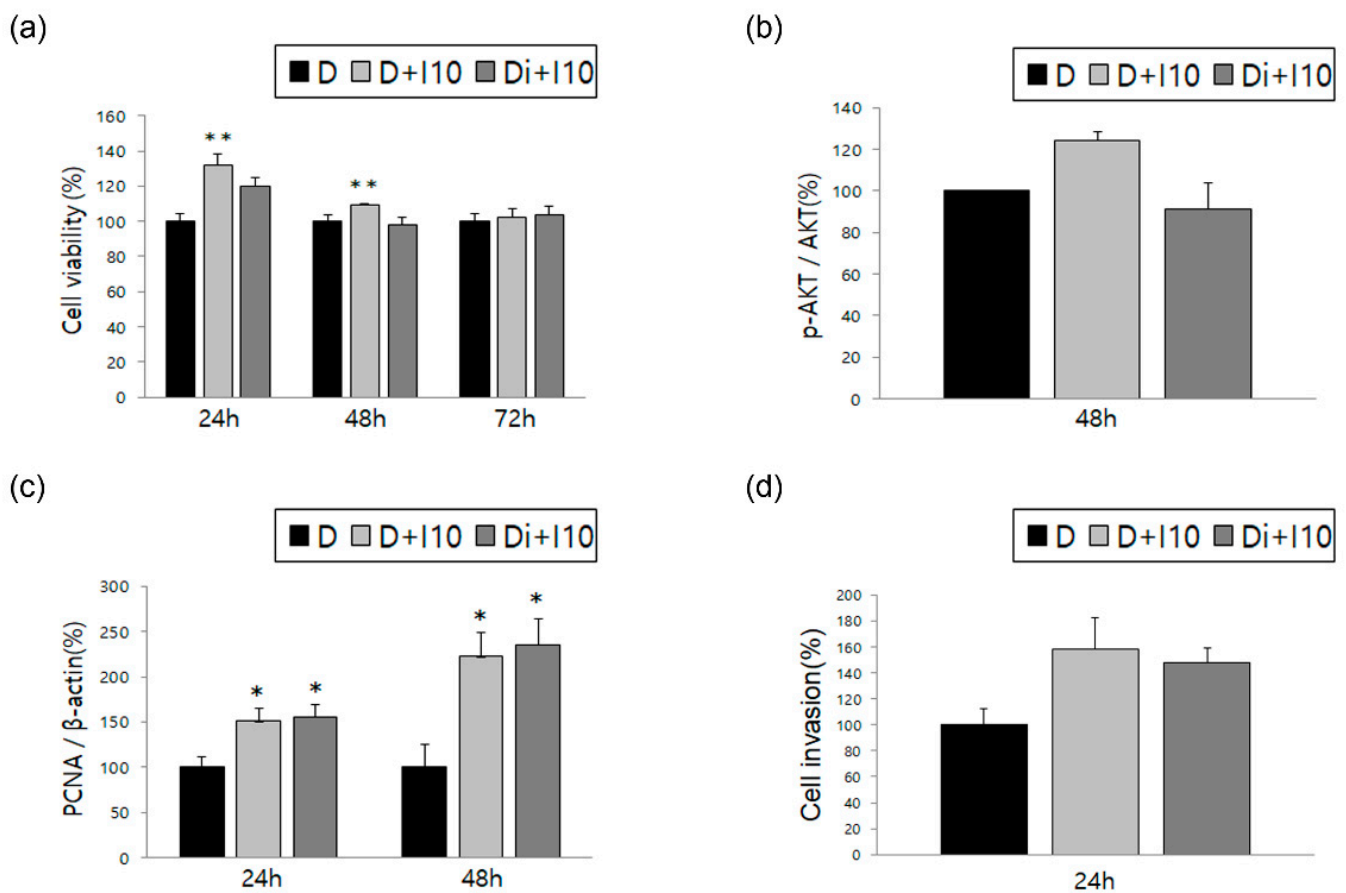 (a)
D D+I10 Di+I10
Cell viability (%)
160
140
120
100
80
60
40
20
0
** **
24h 48h 72h
(b)
D D+I10 Di+I10
p-AKT / AKT(%)
140
120
100
80
60
40
20
0
48h
(c)
D D+I10 Di+I10
PCNA / β-actin(%)
300
250
200
150
100
50
0
* * * *
24h 48h
(d)
D D+I10 Di+I10
Cell invasion(%)
200
180
160
140
120
100
80
60
40
20
0
24h